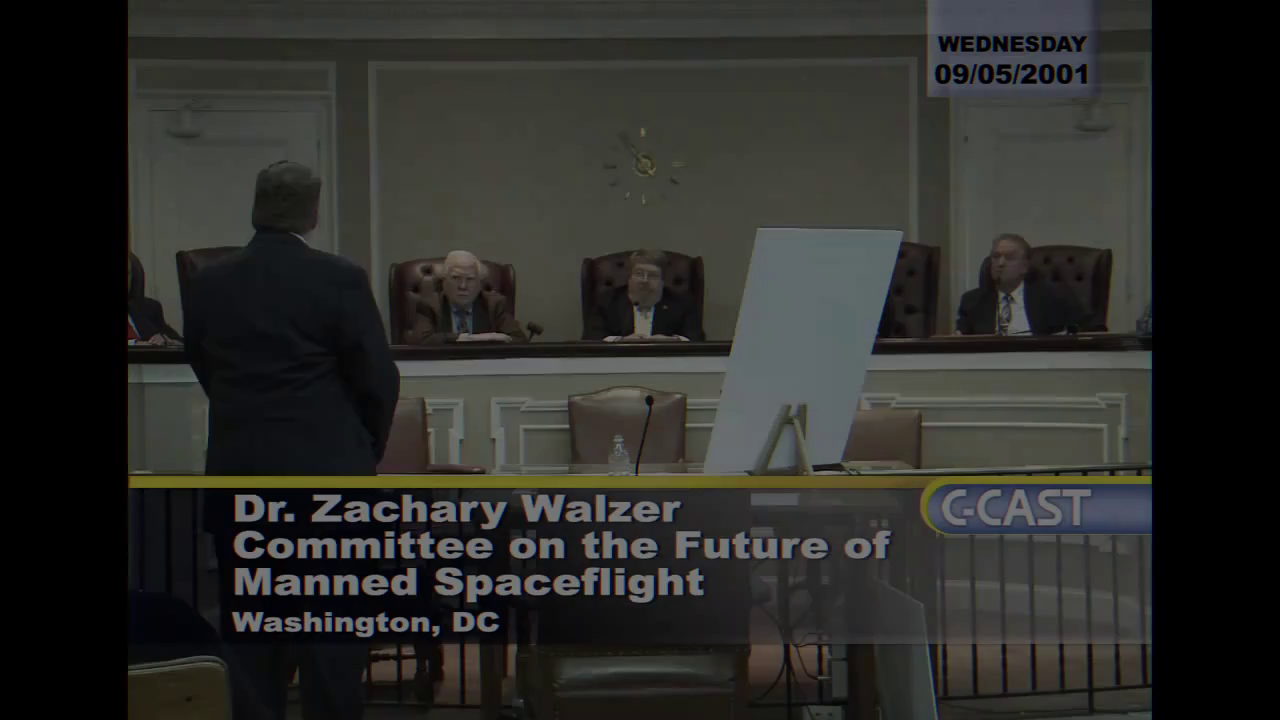 WEDNESDAY
09/05/2001
Dr. Zachary Walzer
C-CAST
Committee on the Future of
Manned Spaceflight
Washington, DC